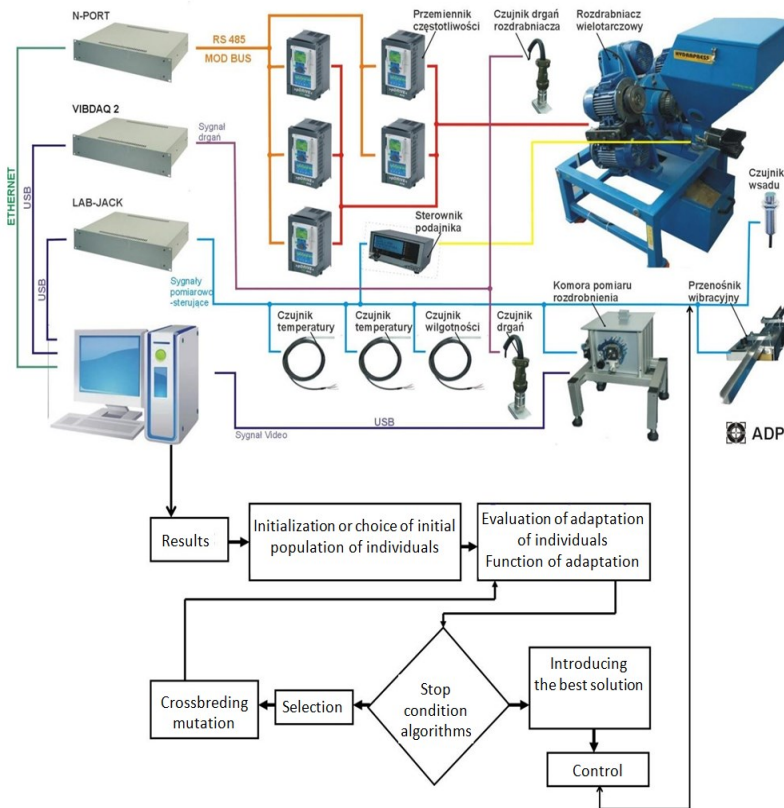 N-PORT
RS 485
MOD BUS
Przemiennik
częstotliwości
Czujnik drgań
rozdrabniacza
Rozdrabniacz
wielotarczowy
HYDRAPRESS
VIBDAQ 2
Sygnał
drgań
ETHERNET
USB
LAB-JACK
USB
Sygnały
pomiarowo
-sterujące
Sterownik
podajnika
Czujnik
wsadu
Czujnik
temperatury
Czujnik
temperatury
Czujnik
wilgotności
Czujnik
drgań
Komora pomiaru
rozdrobnienia
Przenośnik
wibracyjny
USB
Sygnał Video
ADP
Results
Initialization or choice of initial
population of individuals
Evaluation of adaptation
of individuals
Function of adaptation
Crossbreding
mutation
Selection
Stop
condition
algorithms
Introducing
the best solution
Control